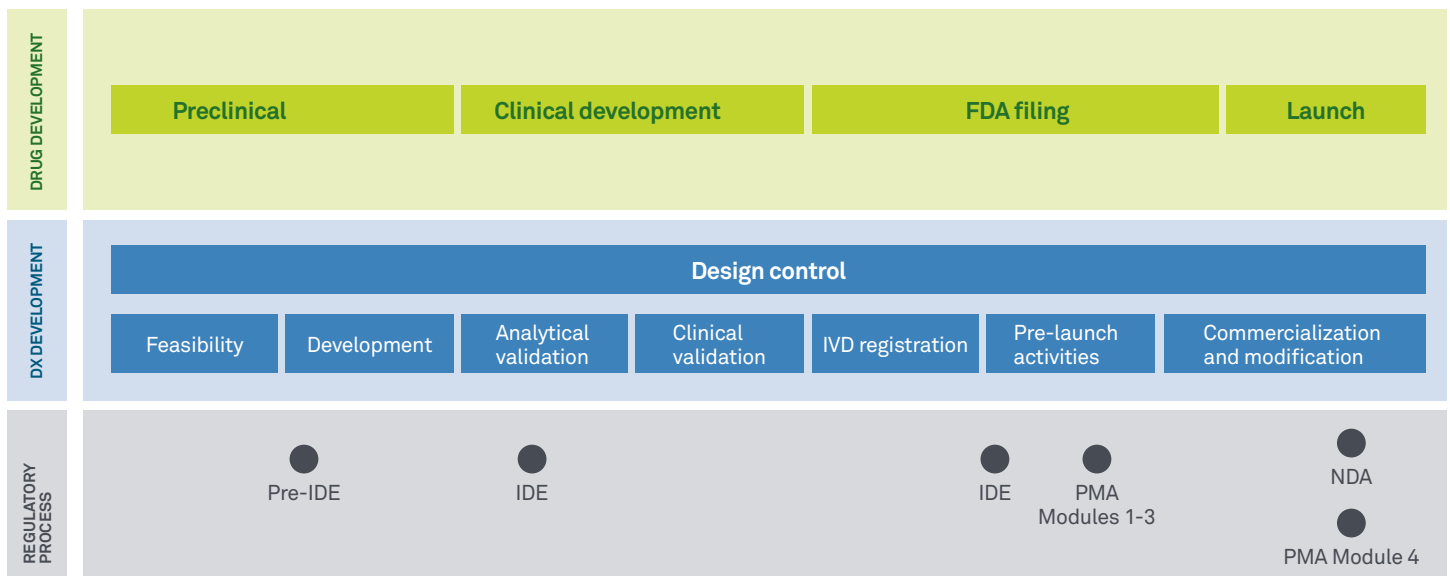 DRUG DEVELOPMENT
Preclinical
Clinical development
FDA filing
Launch
DX DEVELOPMENT
Design control
Feasibility
Development
Analytical
validation
Clinical
validation
IVD registration
Pre-launch
activities
Commercialization
and modification
REGULATORY
PROCESS
Pre-IDE
IDE
IDE
PMA
Modules 1-3
NDA
PMA Module 4